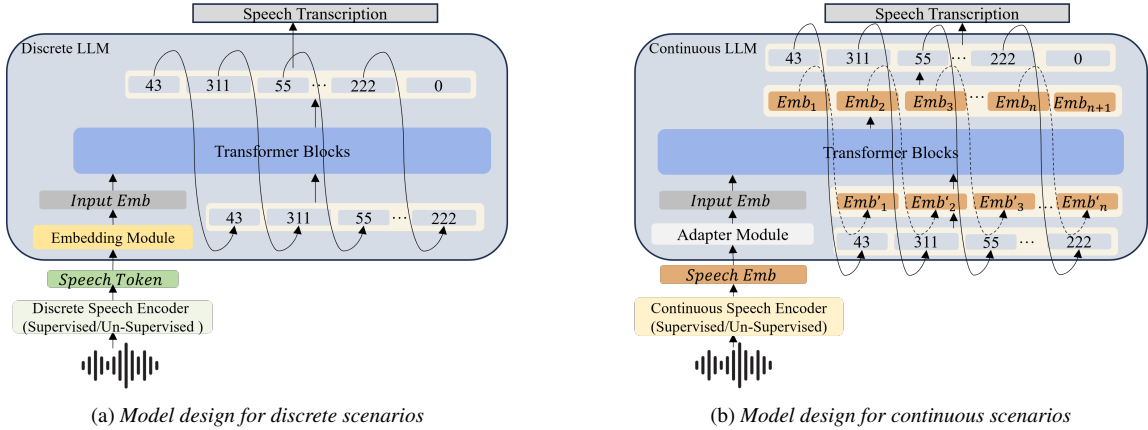 Speech Transcription
Discrete LLM
43 311 55 ... 222 0
Transformer Blocks
Input Emb
43 311 55 ... 222
Embedding Module
Speech Token
Discrete Speech Encoder
(Supervised/Un-Supervised )
(a) Model design for discrete scenarios
Speech Transcription
Continuous LLM
43 311 55 ... 222 0
Emb₁ Emb₂ Emb₃ ... Embₙ Embₙ₊₁
Transformer Blocks
Input Emb
Emb'₁ Emb'₂ Emb'₃ ... Emb'ₙ
Adapter Module
43 311 55 ... 222
Speech Emb
Continuous Speech Encoder
(Supervised/Un-Supervised)
(b) Model design for continuous scenarios